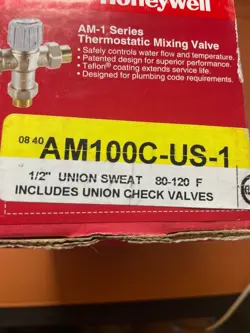 Honeywell
AM-1 Series
Thermostatic Mixing Valve
• Safely controls water flow and temperature.
• Patented design for superior performance.
• Teflon® coating extends service life.
• Designed for plumbing code requirements.
08 40
AM100C-US-1
1/2" UNION SWEAT 80-120 F
INCLUDES UNION CHECK VALVES